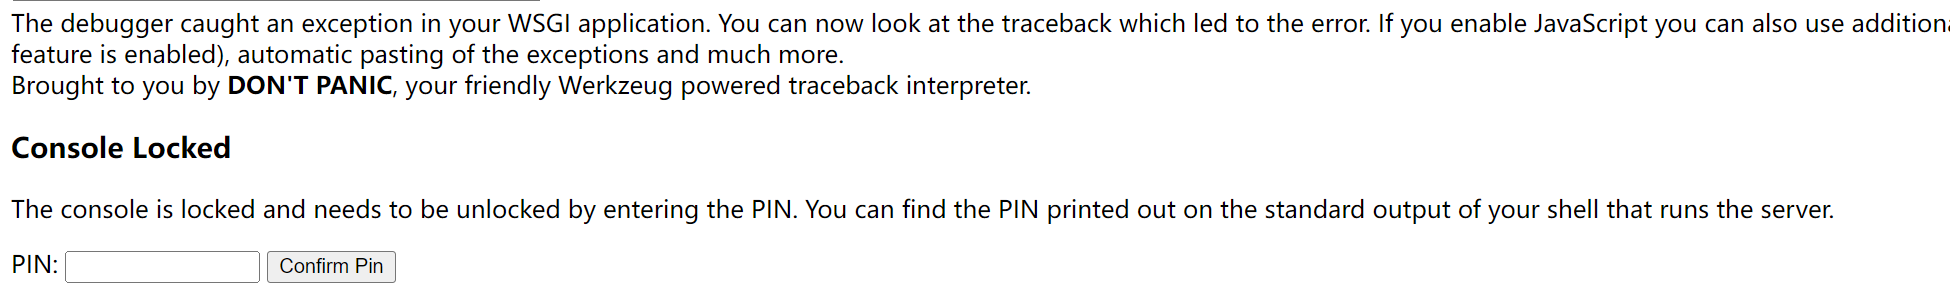 The debugger caught an exception in your WSGI application. You can now look at the traceback which led to the error. If you enable JavaScript you can also use
feature is enabled), automatic pasting of the exceptions and much more.
Brought to you by DON'T PANIC, your friendly Werkzeug powered traceback interpreter.
Console Locked
The console is locked and needs to be unlocked by entering the PIN. You can find the PIN printed out on the standard output of your shell that runs the server.
PIN: Confirm Pin